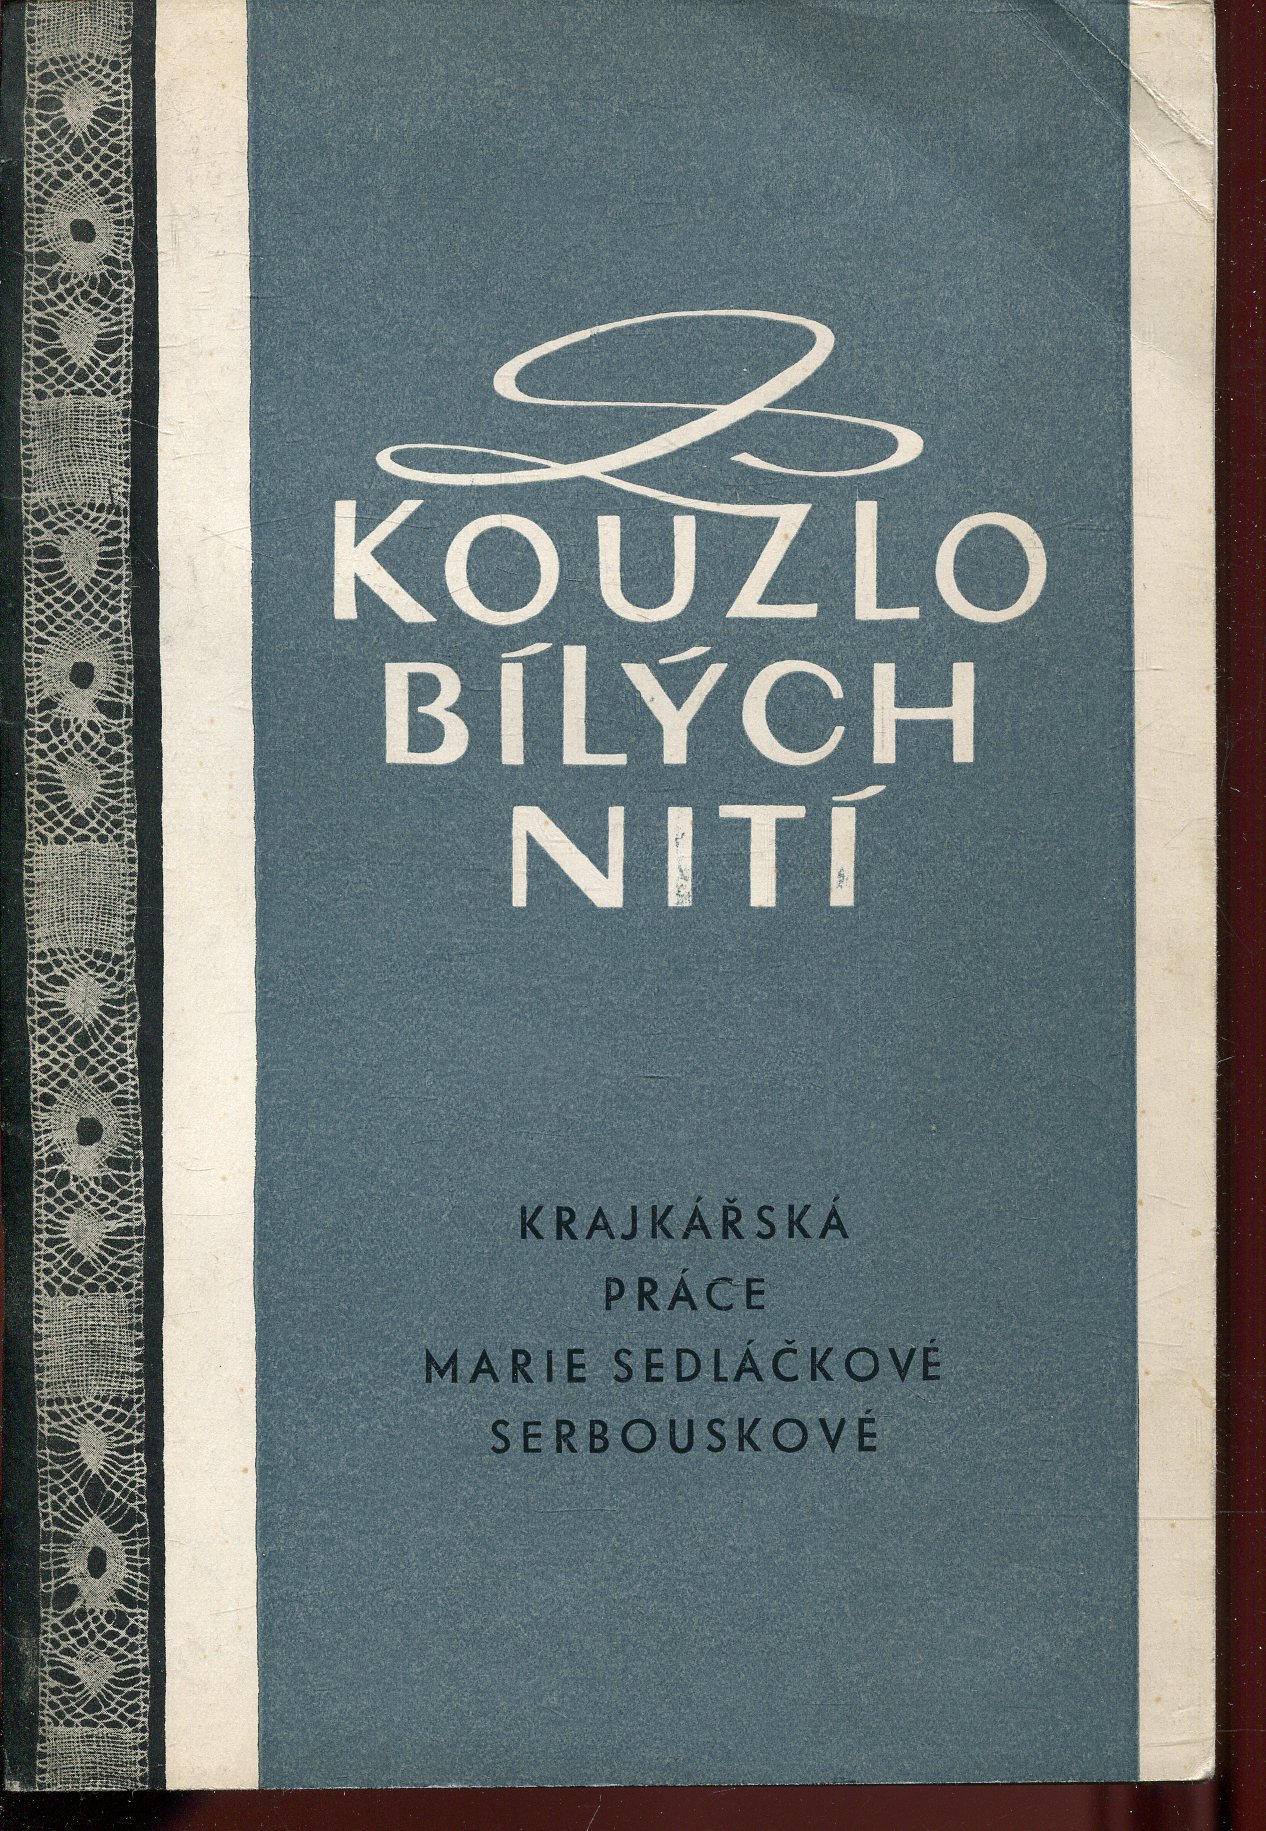 KOUZLO
BÍLÝCH
NITÍ
KRAJKÁŘSKÁ
PRÁCE
MARIE SEDLÁČKOVÉ
SERBOUSKOVÉ